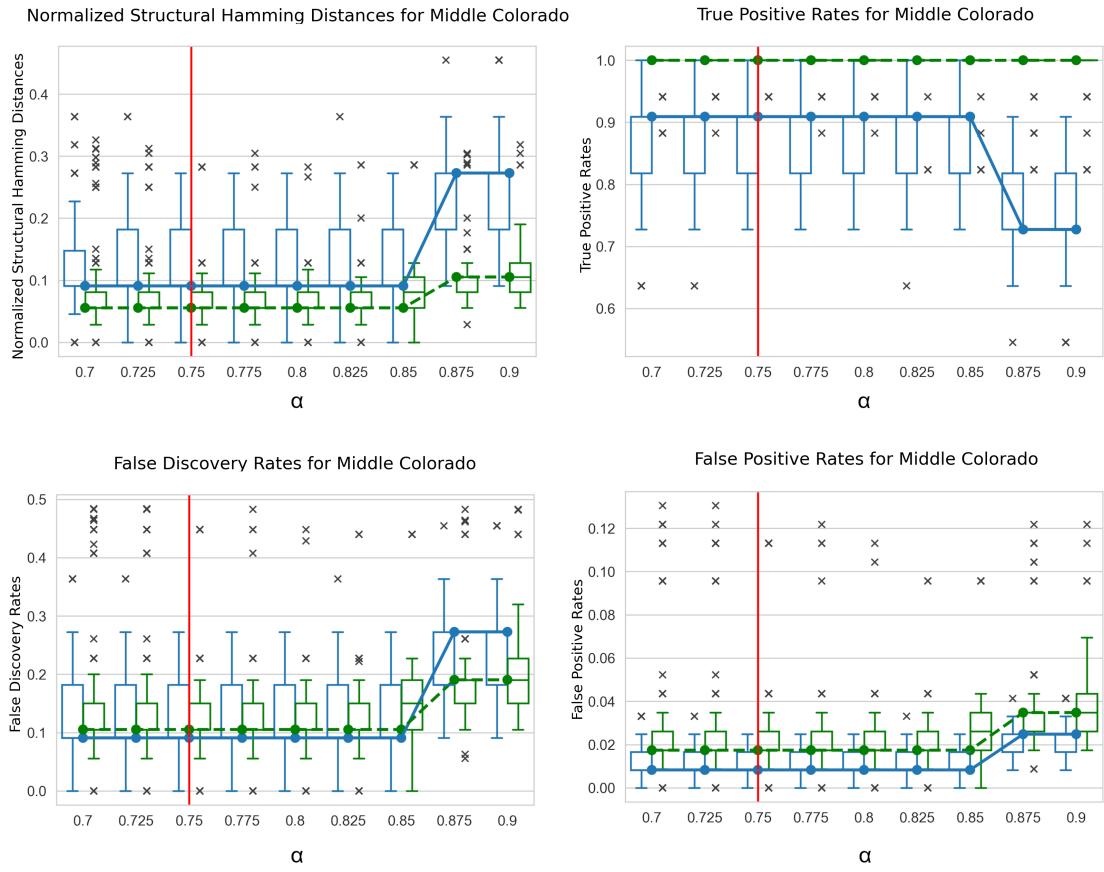 Normalized Structural Hamming Distances for Middle Colorado
Normalized Structural Hamming Distances
0.4
0.3
0.2
0.1
0.0
0.7 0.725 0.75 0.775 0.8 0.825 0.85 0.875 0.9
α
True Positive Rates for Middle Colorado
True Positive Rates
1.0
0.9
0.8
0.7
0.6
0.7 0.725 0.75 0.775 0.8 0.825 0.85 0.875 0.9
α
False Discovery Rates for Middle Colorado
False Discovery Rates
0.5
0.4
0.3
0.2
0.1
0.0
0.7 0.725 0.75 0.775 0.8 0.825 0.85 0.875 0.9
α
False Positive Rates for Middle Colorado
False Positive Rates
0.12
0.10
0.08
0.06
0.04
0.02
0.00
0.7 0.725 0.75 0.775 0.8 0.825 0.85 0.875 0.9
α